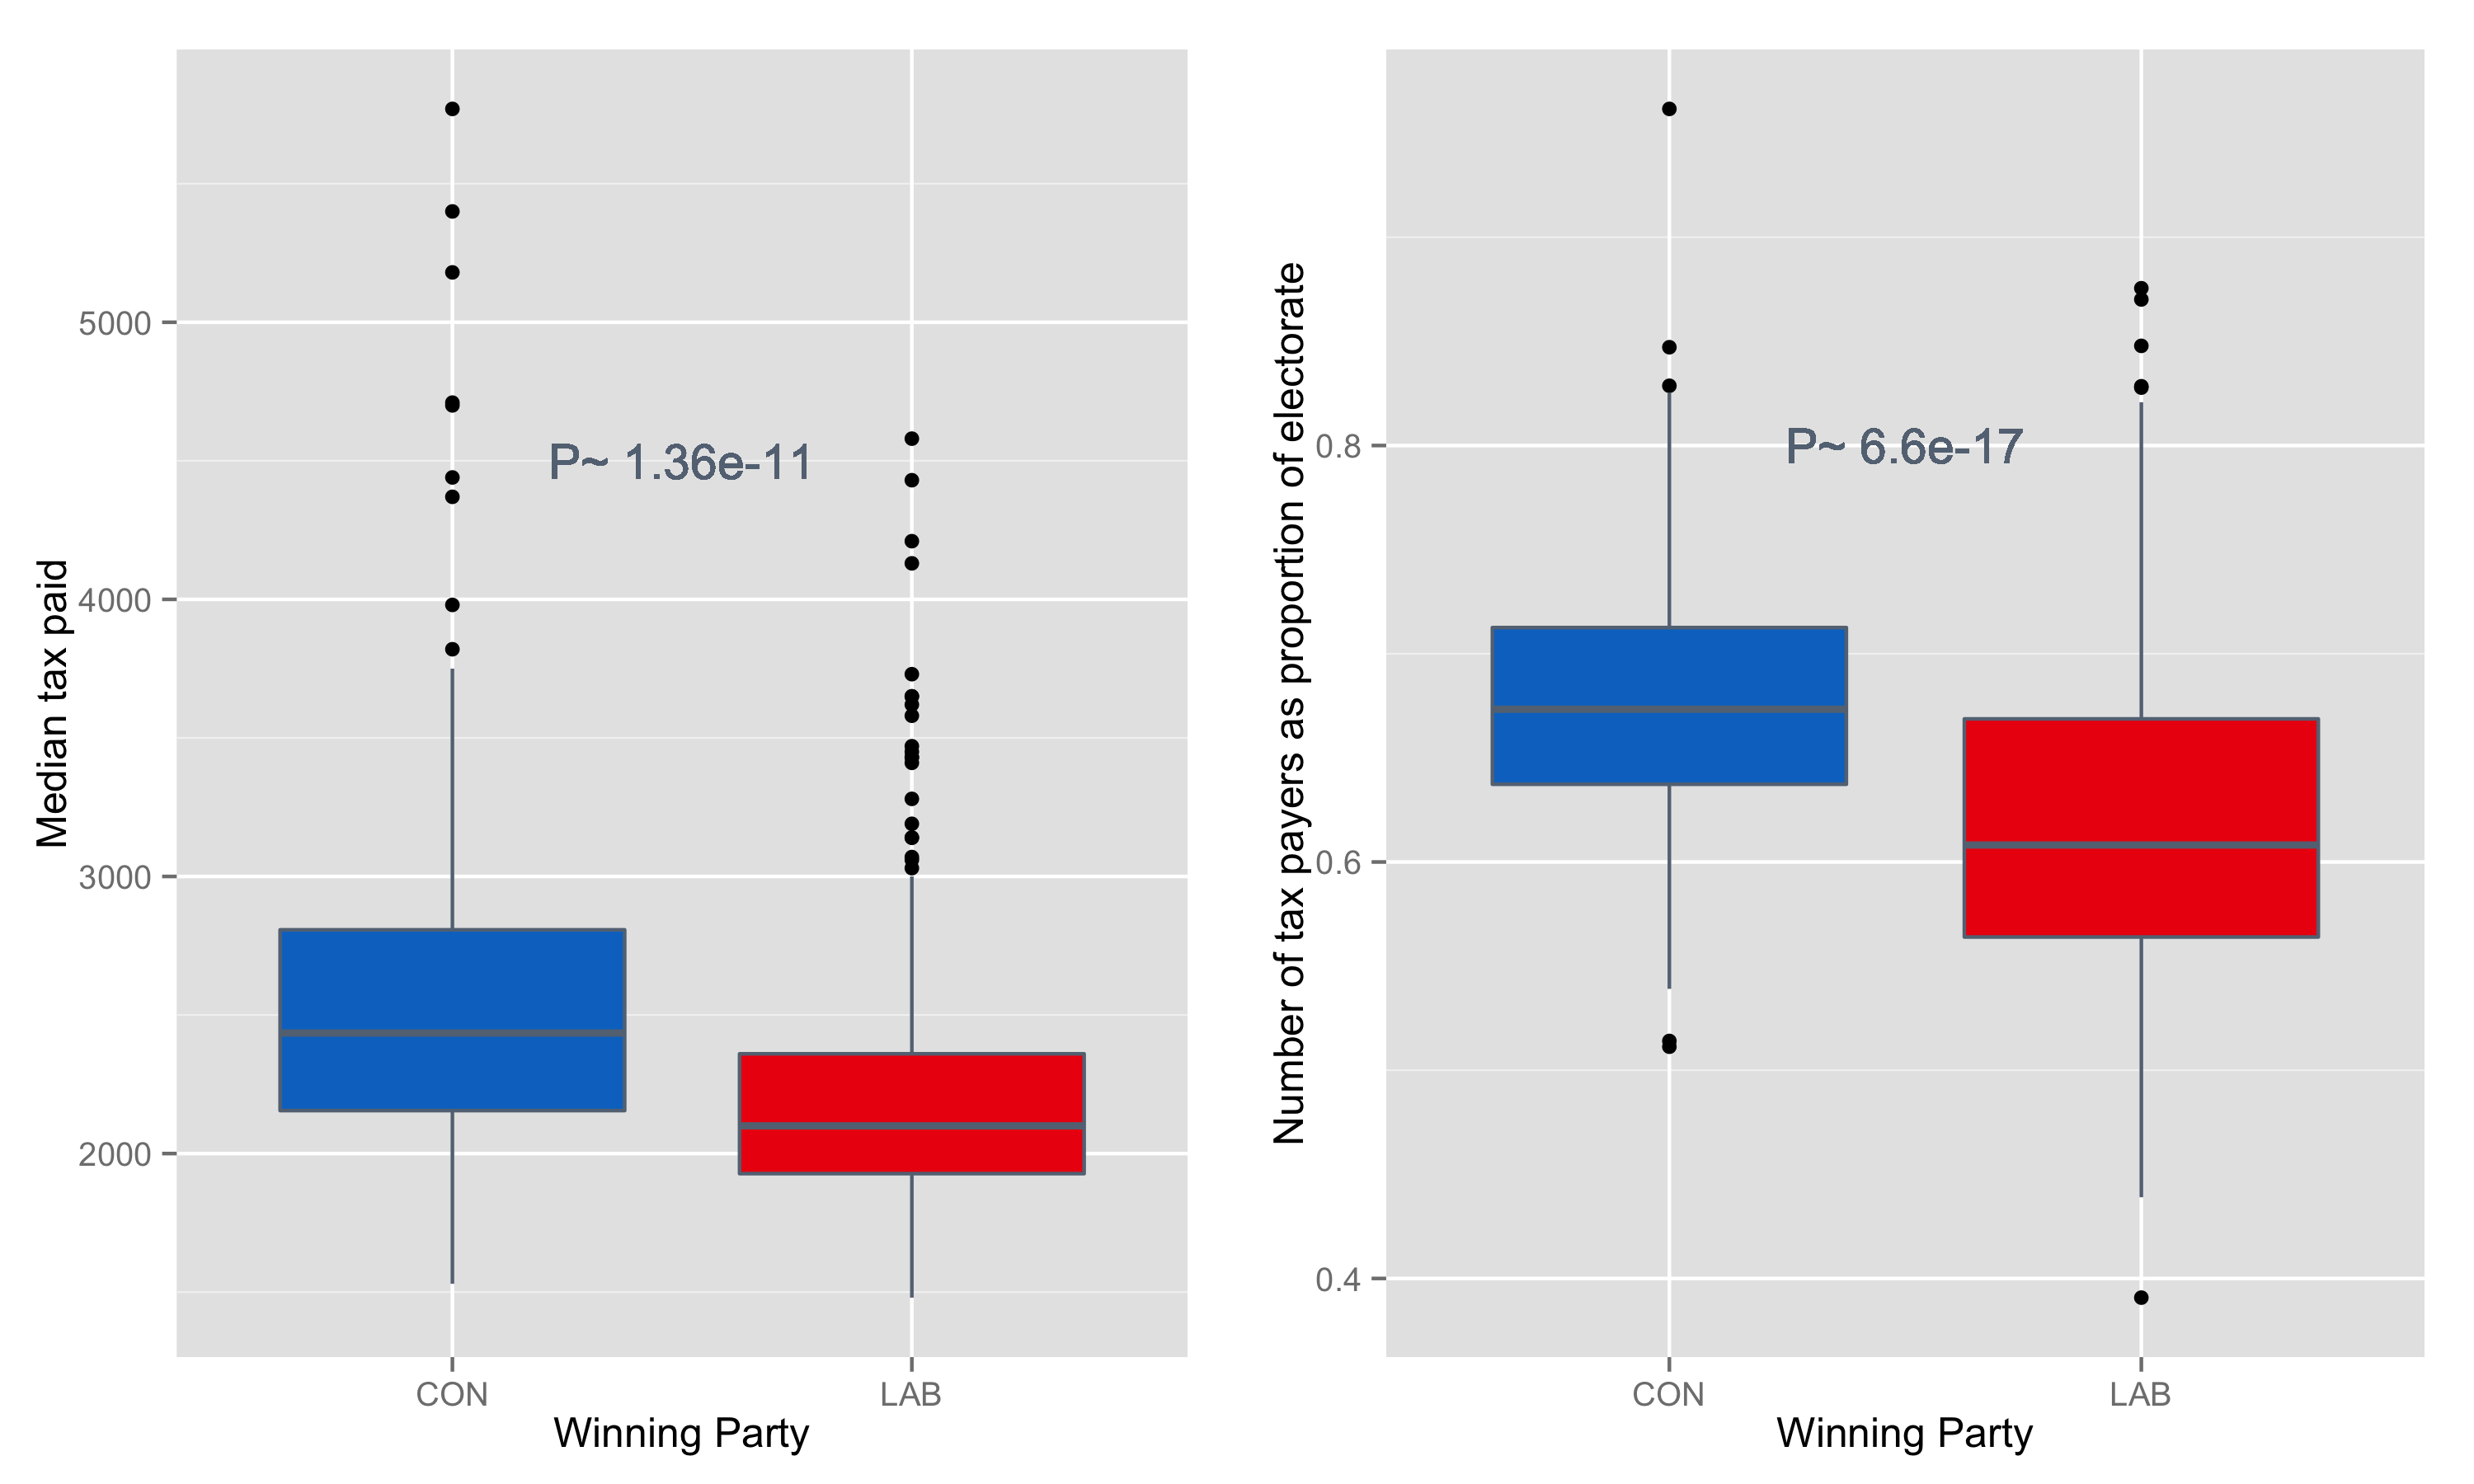 Median tax paid
5000
4000
3000
2000
P~ 1.36e-11
CON
LAB
Winning Party
Number of tax payers as proportion of electorate
0.8
0.6
0.4
P~ 6.6e-17
CON
LAB
Winning Party